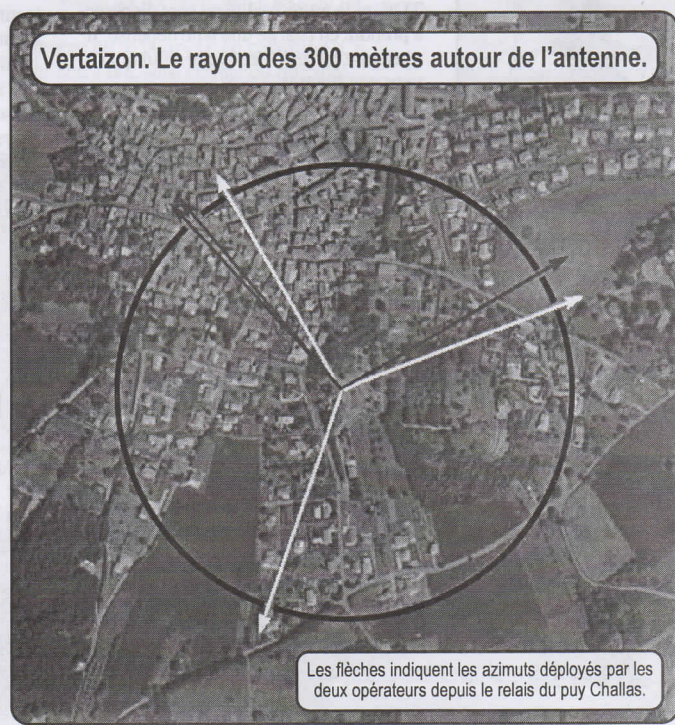 Vertaizon. Le rayon des 300 mètres autour de l'antenne.
Les flèches indiquent les azimuts déployés par les
deux opérateurs depuis le relais du puy Challas.